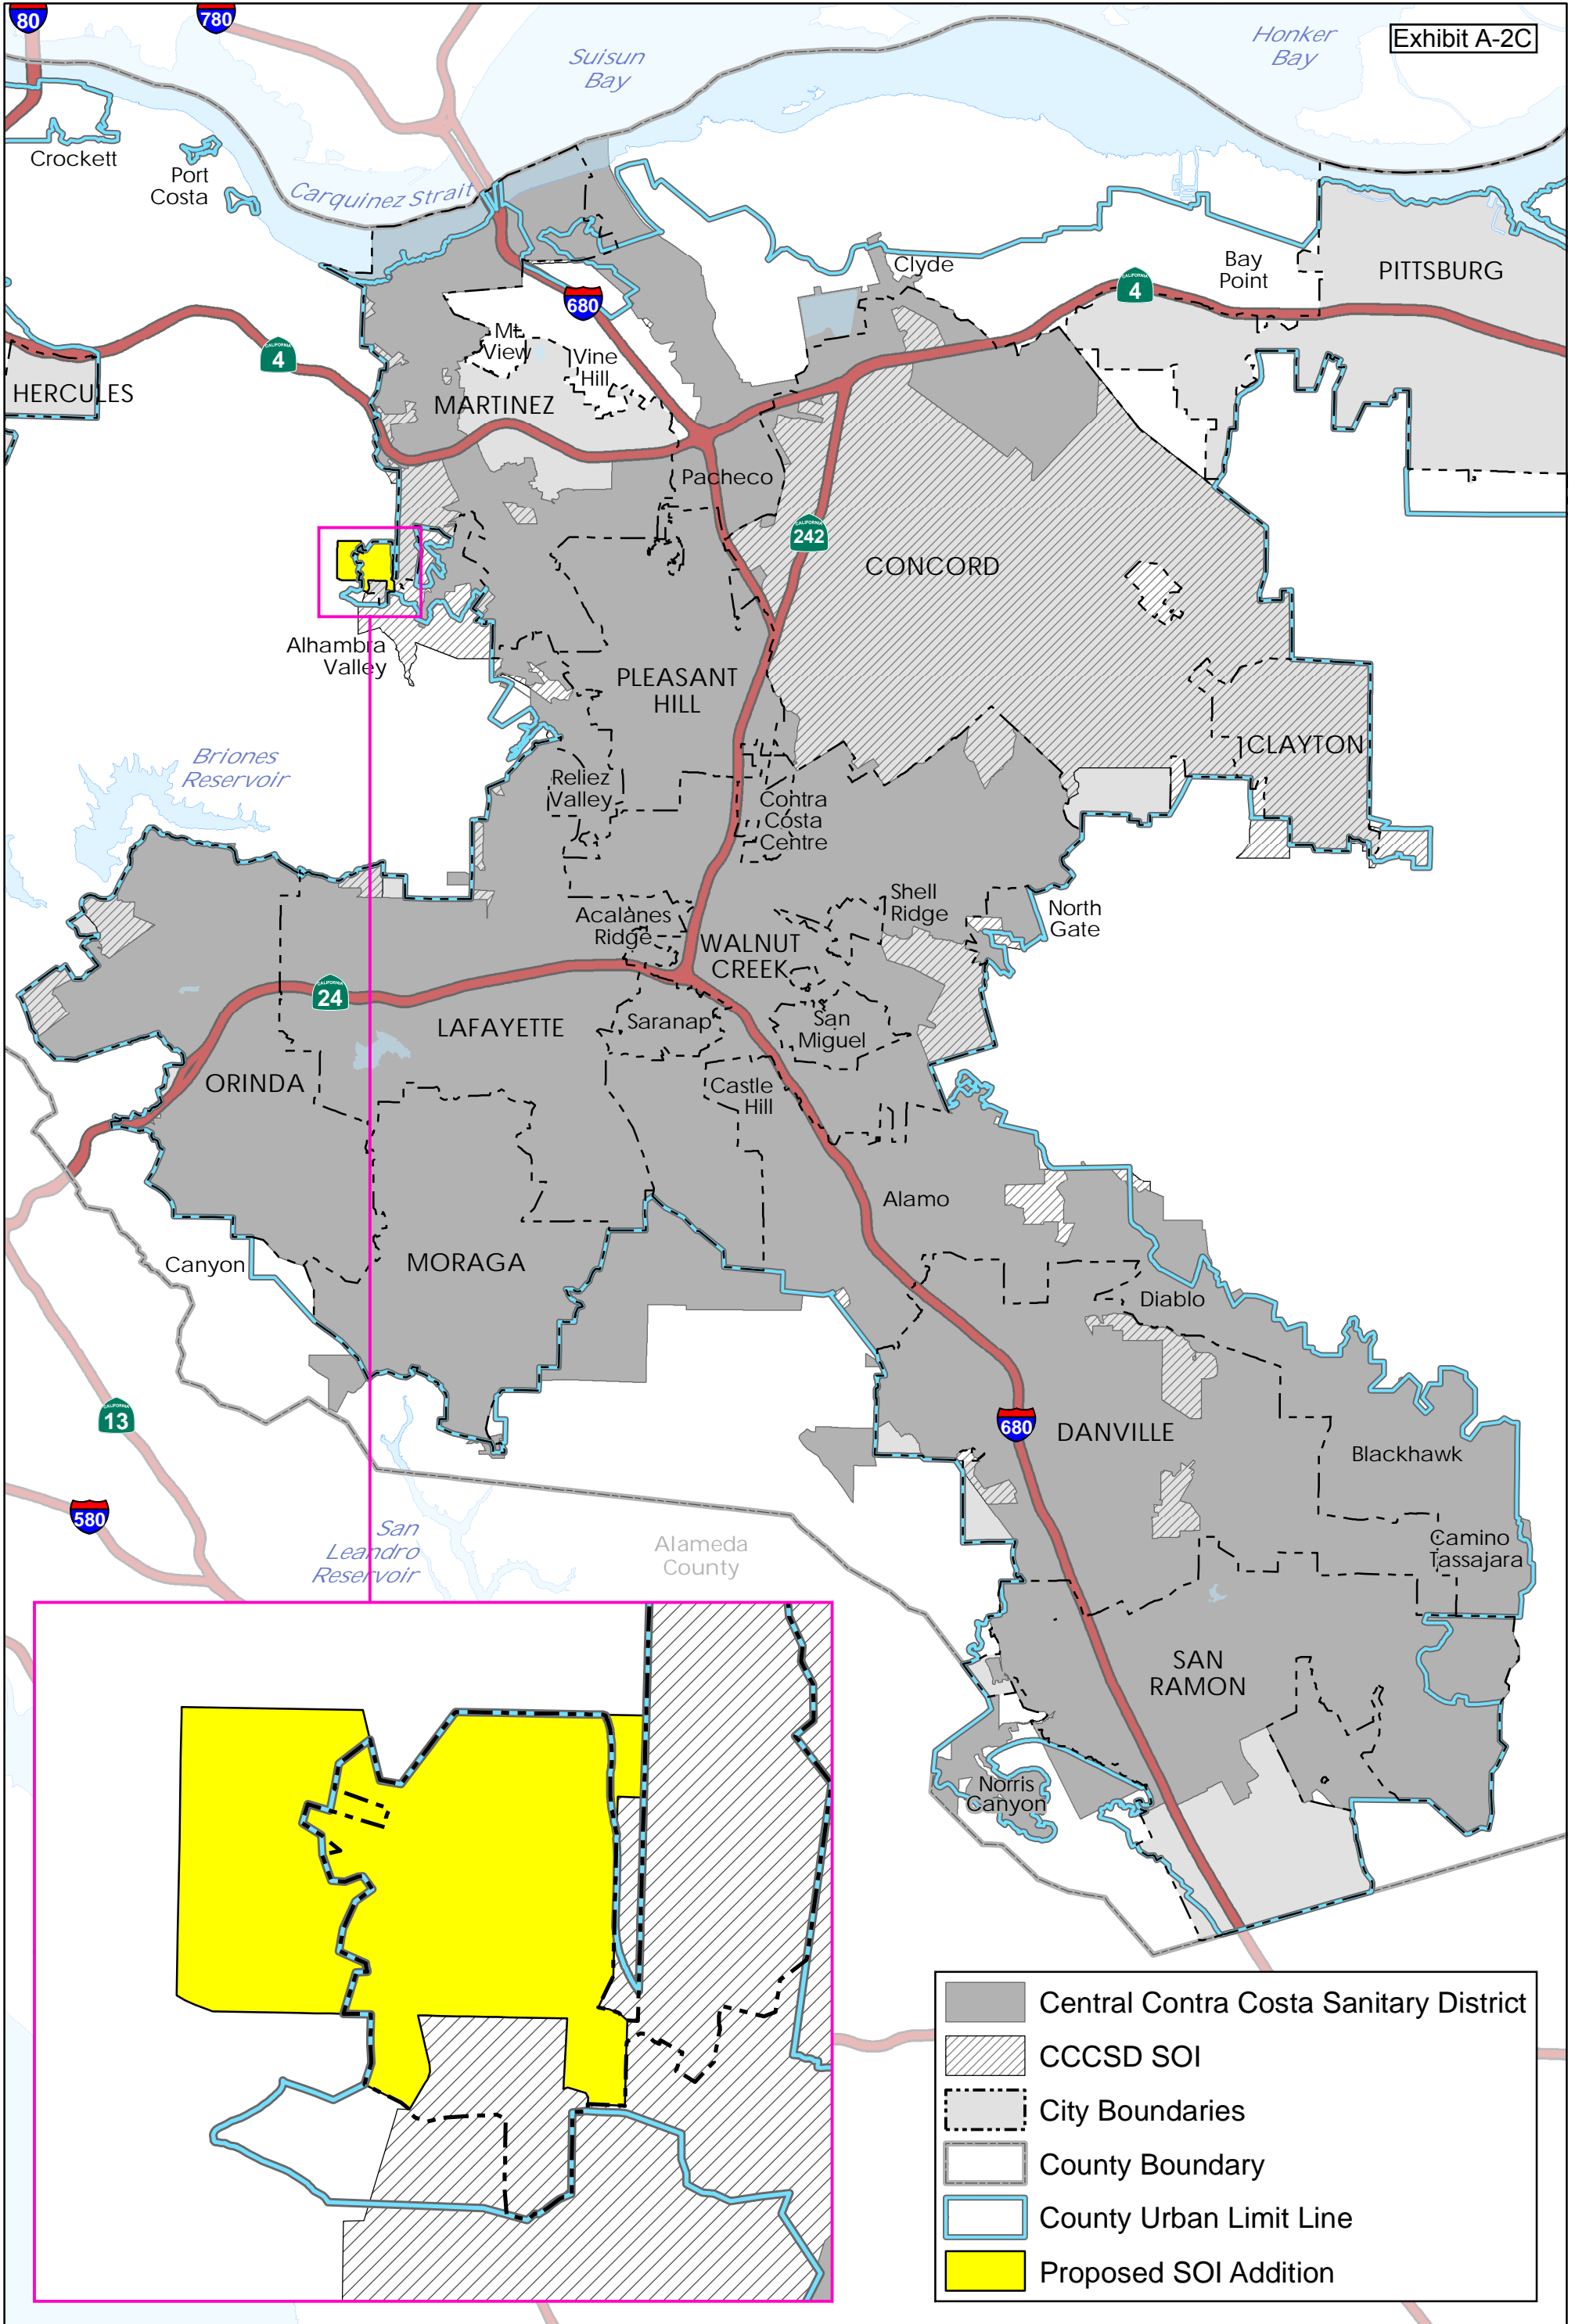 80
780
Suisun
Bay
Honker
Bay
Exhibit A-2C
Crockett
Port
Costa
Carquinez Strait
Clyde
Bay
Point
PITTSBURG
CALIFORNIA
4
680
Mt.
View
Vine
Hill
CALIFORNIA
4
HERCULES
MARTINEZ
Pacheco
CALIFORNIA
242
CONCORD
Alhambra
Valley
PLEASANT
HILL
CLAYTON
Briones
Reservoir
Reliez
Valley
Contra
Costa
Centre
Shell
Ridge
Acalanes
Ridge
North
Gate
WALNUT
CREEK
CALIFORNIA
24
LAFAYETTE
Saranap
San
Miguel
ORINDA
Castle
Hill
Alamo
Canyon
MORAGA
Diablo
CALIFORNIA
13
680
DANVILLE
Blackhawk
580
San
Leandro
Reservoir
Alameda
County
Camino
Tassajara
SAN
RAMON
Norris
Canyon
Central Contra Costa Sanitary District
CCCSD SOI
City Boundaries
County Boundary
County Urban Limit Line
Proposed SOI Addition